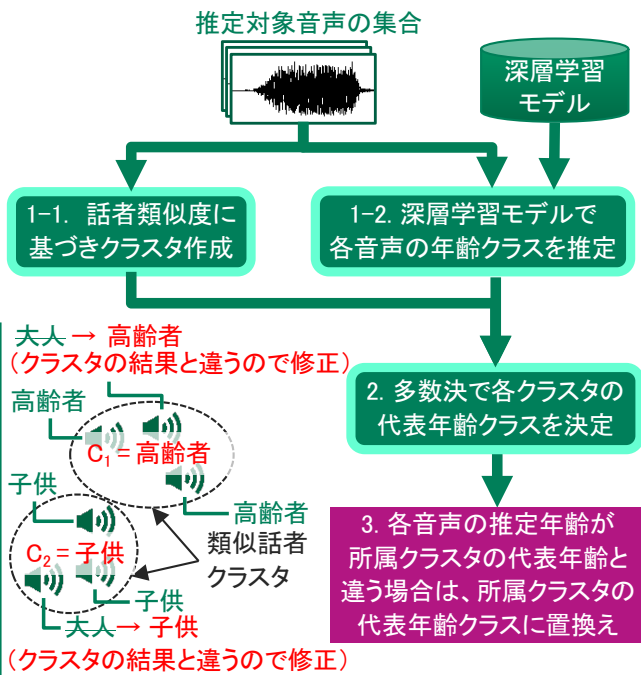 推定対象音声の集合
深層学習
モデル
1-1. 話者類似度に
基づきクラスタ作成
1-2. 深層学習モデルで
各音声の年齢クラスを推定
大人 → 高齢者
(クラスタの結果と違うので修正)
高齢者
C1 = 高齢者
子供
高齢者
C2 = 子供
類似話者
クラスタ
子供
大人 → 子供
(クラスタの結果と違うので修正)
2. 多数決で各クラスタの
代表年齢クラスを決定
3. 各音声の推定年齢が
所属クラスタの代表年齢と
違う場合は、所属クラスタの
代表年齢クラスに置換え